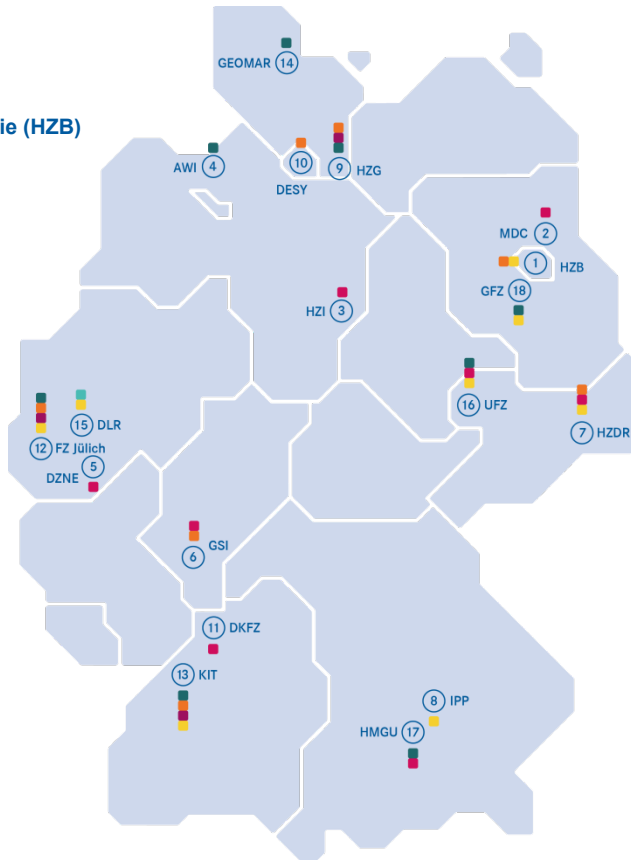 GEOMAR 14
ie (HZB)
AWI 4
10
DESY
9 HZG
MDC 2
1 HZB
GFZ 18
HZI 3
16 UFZ
15 DLR
7 HZDR
12 FZ Jülich
5
DZNE
6 GSI
11 DKFZ
13 KIT
8 IPP
HMGU 17